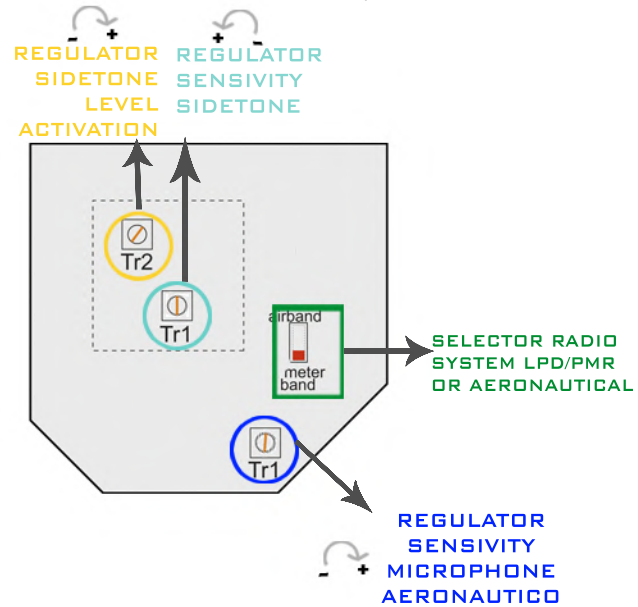 - +
+ -
REGULATOR
SIDETONE
LEVEL
ACTIVATION
REGULATOR
SENSIVITY
SIDETONE
Tr2
Tr1
airband
meter
band
SELECTOR RADIO
SYSTEM LPD/PMR
OR AERONAUTICAL
Tr1
- +
REGULATOR
SENSIVITY
MICROPHONE
AERONAUTICO